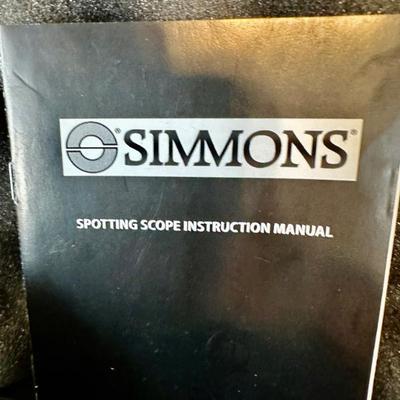 ® SIMMONS®
SPOTTING SCOPE INSTRUCTION MANUAL